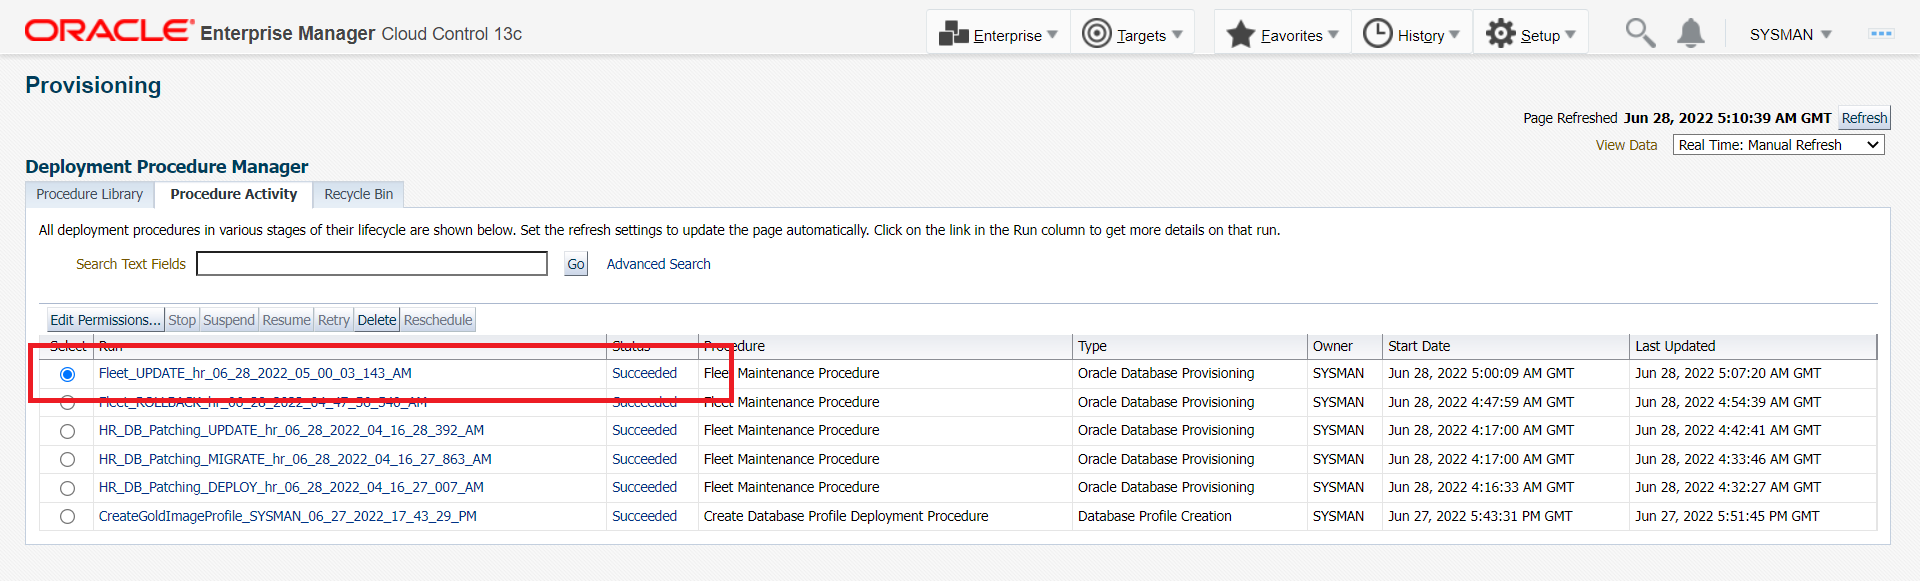 ORACLE Enterprise Manager Cloud Control 13c Enterprise Targets Favorites History Setup SYSMAN
Provisioning
Page Refreshed Jun 28, 2022 5:10:39 AM GMT Refresh
View Data Real Time: Manual Refresh
Deployment Procedure Manager
Procedure Library Procedure Activity Recycle Bin
All deployment procedures in various stages of their lifecycle are shown below. Set the refresh settings to update the page automatically. Click on the link in the Run column to get more details on that run.
Search Text Fields Go Advanced Search
Edit Permissions... Stop Suspend Resume Retry Delete Reschedule
Select Run Status Procedure Type Owner Start Date Last Updated
Fleet_UPDATE_hr_06_28_2022_05_00_03_143_AM Succeeded Fleet Maintenance Procedure Oracle Database Provisioning SYSMAN Jun 28, 2022 5:00:09 AM GMT Jun 28, 2022 5:07:20 AM GMT
Fleet_ROLLBACK_hr_06_28_2022_04_47_56_540_AM Succeeded Fleet Maintenance Procedure Oracle Database Provisioning SYSMAN Jun 28, 2022 4:47:59 AM GMT Jun 28, 2022 4:54:39 AM GMT
HR_DB_Patching_UPDATE_hr_06_28_2022_04_16_28_392_AM Succeeded Fleet Maintenance Procedure Oracle Database Provisioning SYSMAN Jun 28, 2022 4:17:00 AM GMT Jun 28, 2022 4:42:41 AM GMT
HR_DB_Patching_MIGRATE_hr_06_28_2022_04_16_27_863_AM Succeeded Fleet Maintenance Procedure Oracle Database Provisioning SYSMAN Jun 28, 2022 4:17:00 AM GMT Jun 28, 2022 4:33:46 AM GMT
HR_DB_Patching_DEPLOY_hr_06_28_2022_04_16_27_007_AM Succeeded Fleet Maintenance Procedure Oracle Database Provisioning SYSMAN Jun 28, 2022 4:16:33 AM GMT Jun 28, 2022 4:32:27 AM GMT
CreateGoldImageProfile_SYSMAN_06_27_2022_17_43_29_PM Succeeded Create Database Profile Deployment Procedure Database Profile Creation SYSMAN Jun 27, 2022 5:43:31 PM GMT Jun 27, 2022 5:51:45 PM GMT